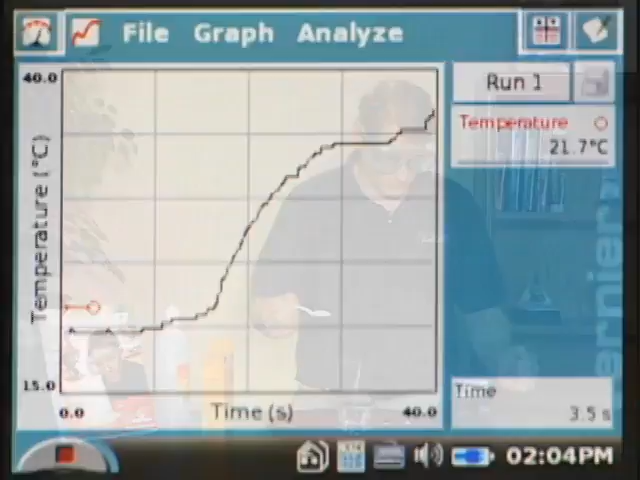 File Graph Analyze
40.0
Run 1
Temperature
21.7°C
Temperature (°C)
15.0
0.0
Time (s)
40.0
Time
3.5 s
ernier
02:04PM